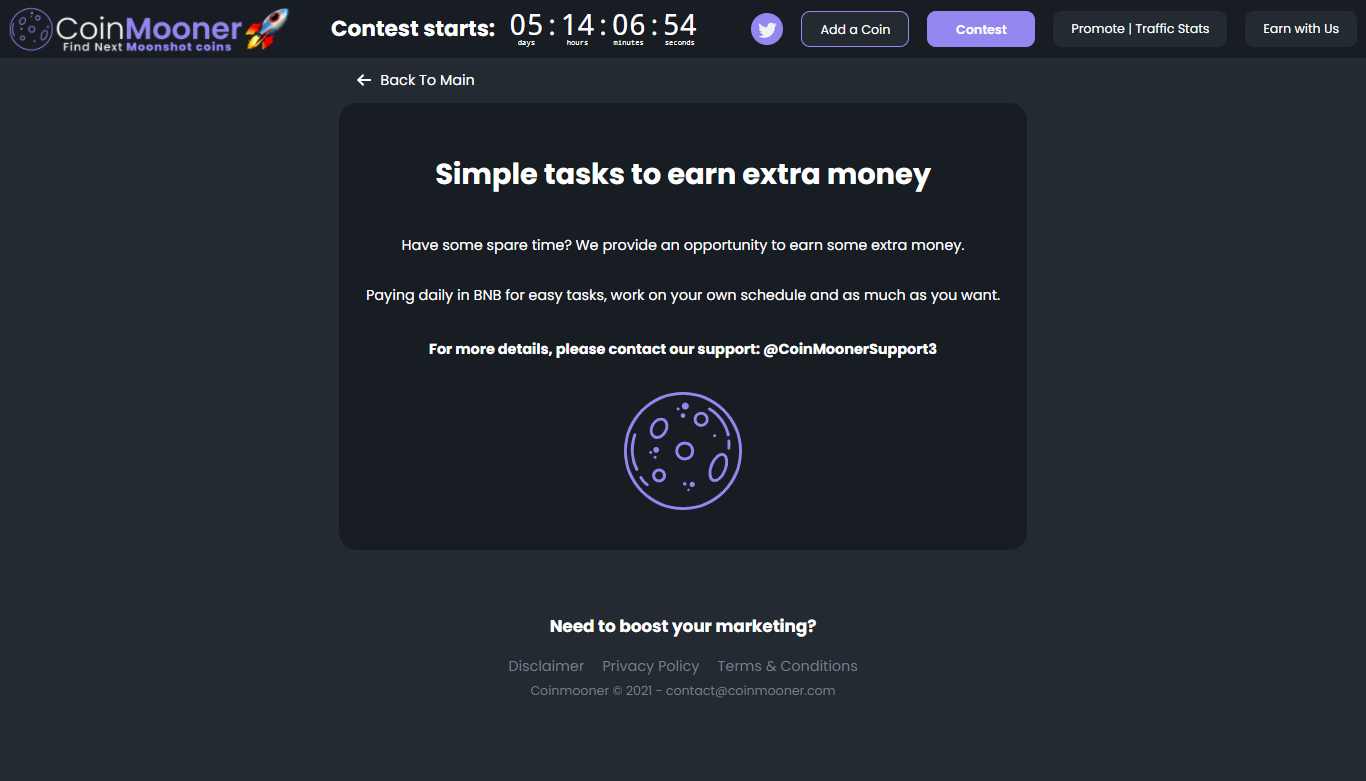 CoinMooner
Find Next Moonshot coins
Contest starts: 05:14:06:54
days hours minutes seconds
Add a Coin
Contest
Promote | Traffic Stats
Earn with Us
Back To Main
Simple tasks to earn extra money
Have some spare time? We provide an opportunity to earn some extra money.
Paying daily in BNB for easy tasks, work on your own schedule and as much as you want.
For more details, please contact our support: @CoinMoonerSupport3
Need to boost your marketing?
Disclaimer Privacy Policy Terms & Conditions
Coinmooner © 2021 - contact@coinmooner.com